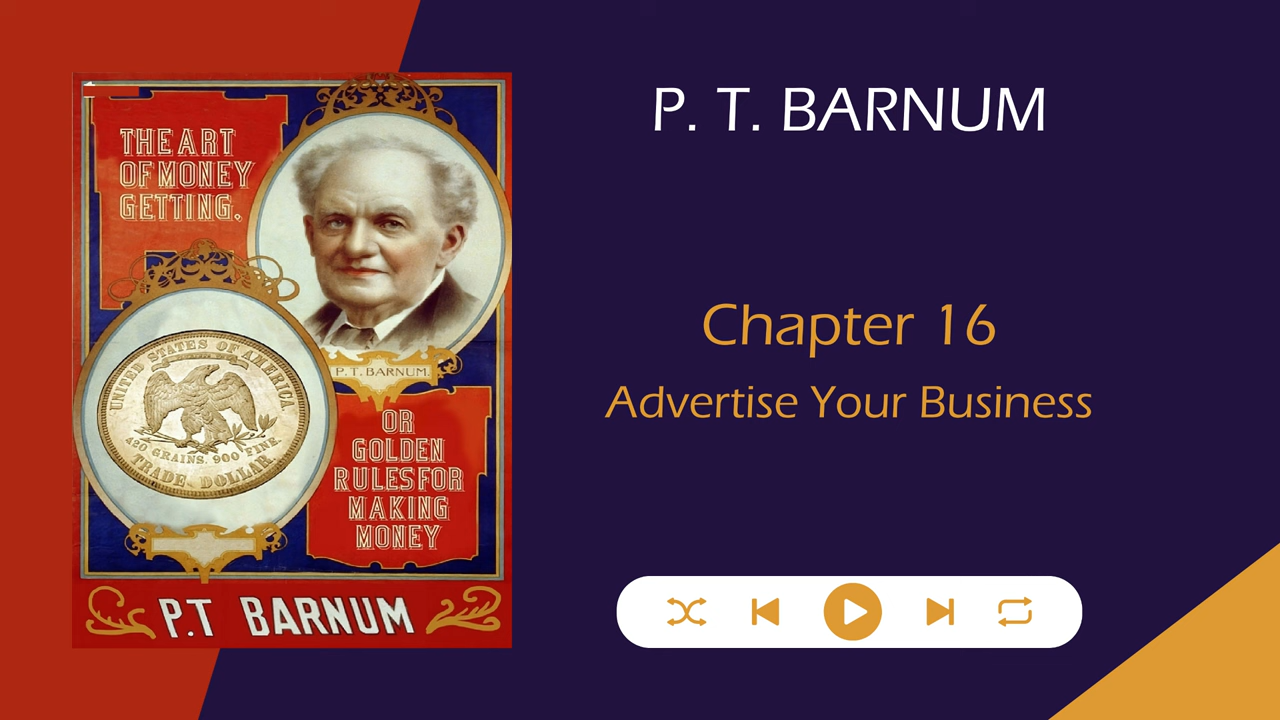 THE ART
OF MONEY
GETTING.
P. T. BARNUM.
UNITED STATES OF AMERICA.
420 GRAINS. 900 FINE.
TRADE DOLLAR.
OR
GOLDEN
RULES FOR
MAKING
MONEY
P.T BARNUM
P. T. BARNUM
Chapter 16
Advertise Your Business